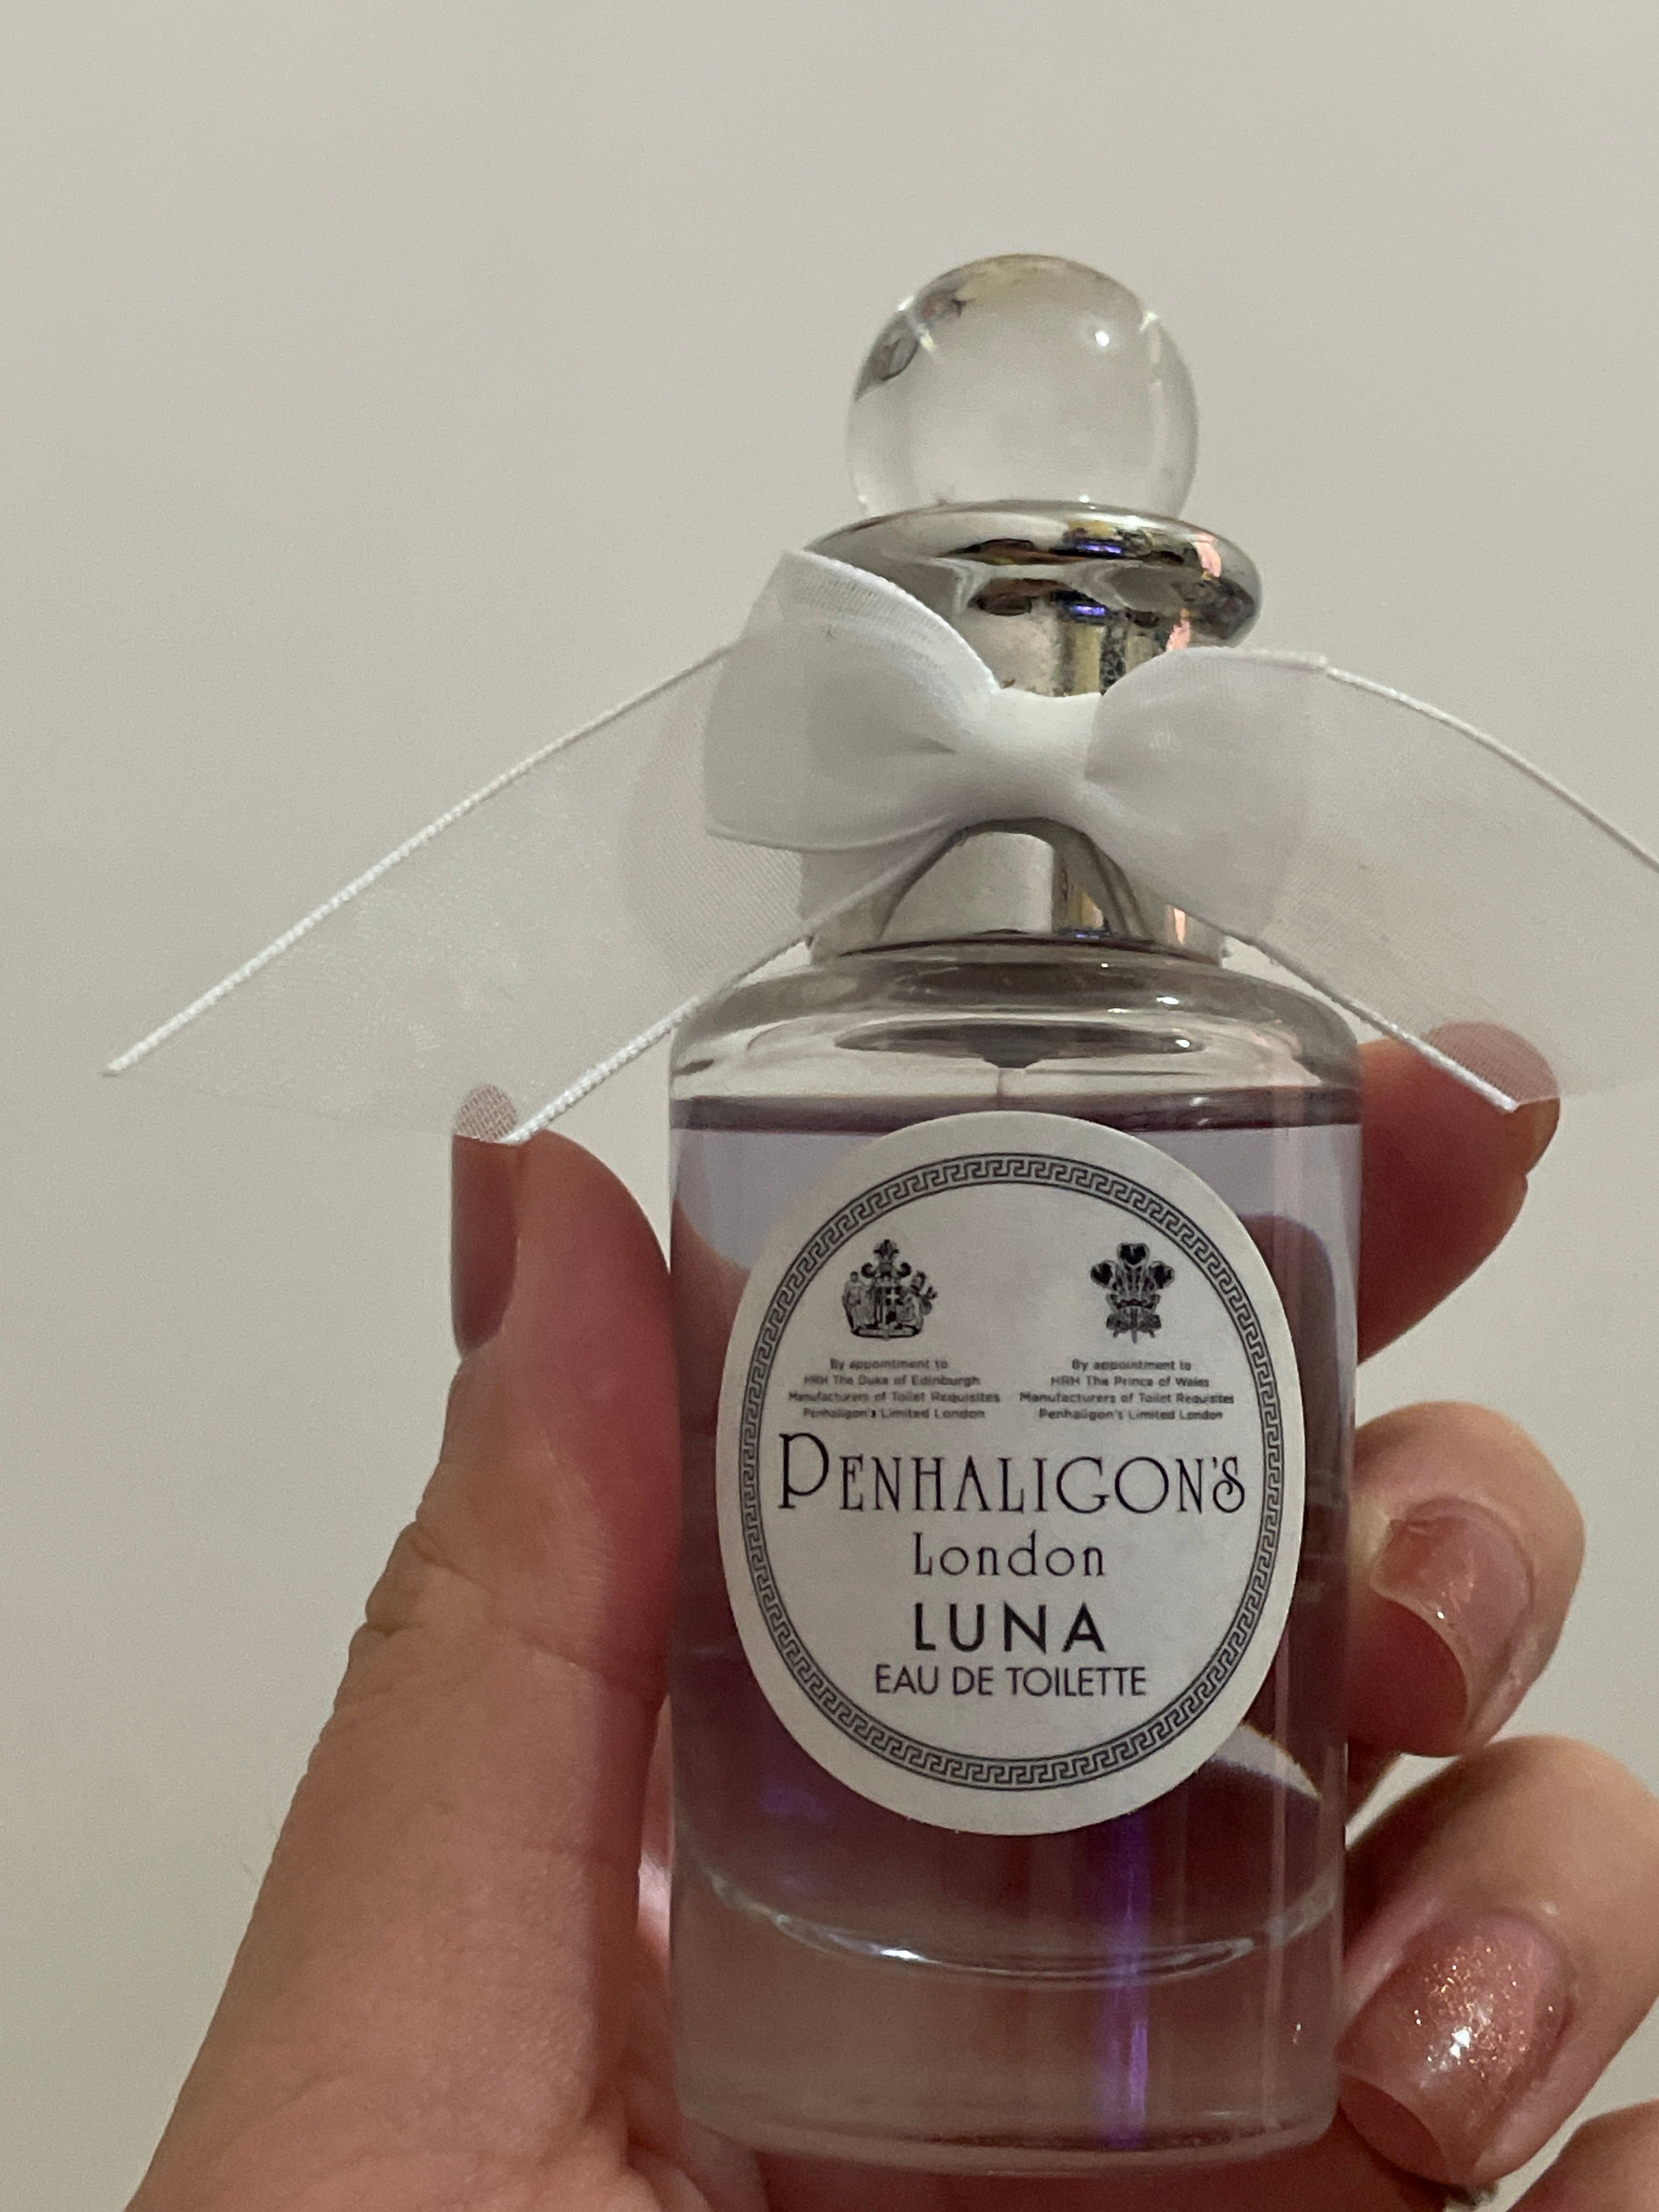 By appointment to
HRH The Duke of Edinburgh
Manufacturers of Toilet Requisites
Penhaligon's Limited London
By appointment to
HRH The Prince of Wales
Manufacturers of Toilet Requisites
Penhaligon's Limited London
PENHALIGON'S
London
LUNA
EAU DE TOILETTE